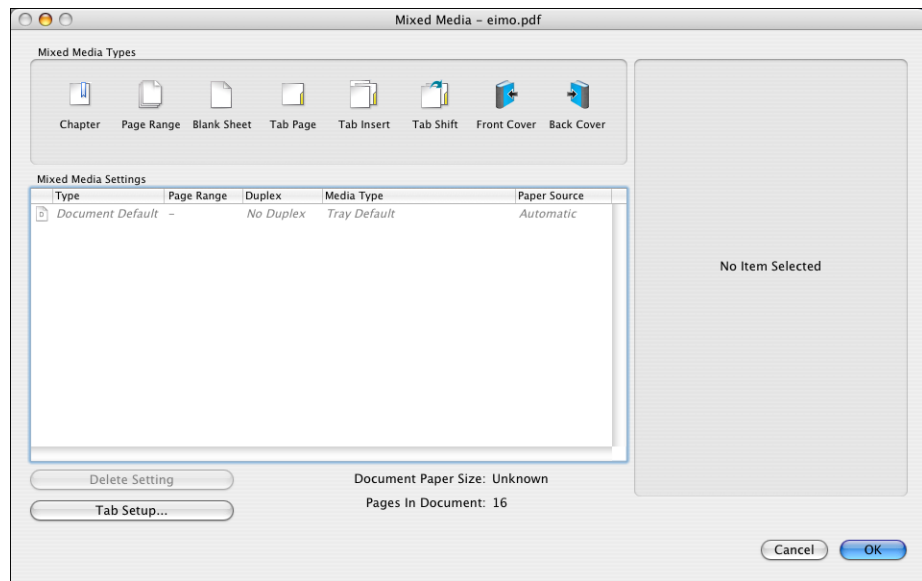 Mixed Media – eimo.pdf
Mixed Media Types
Chapter Page Range Blank Sheet Tab Page Tab Insert Tab Shift Front Cover Back Cover
Mixed Media Settings
Type Page Range Duplex Media Type Paper Source
D Document Default – No Duplex Tray Default Automatic
No Item Selected
Delete Setting
Document Paper Size: Unknown
Tab Setup...
Pages In Document: 16
Cancel OK